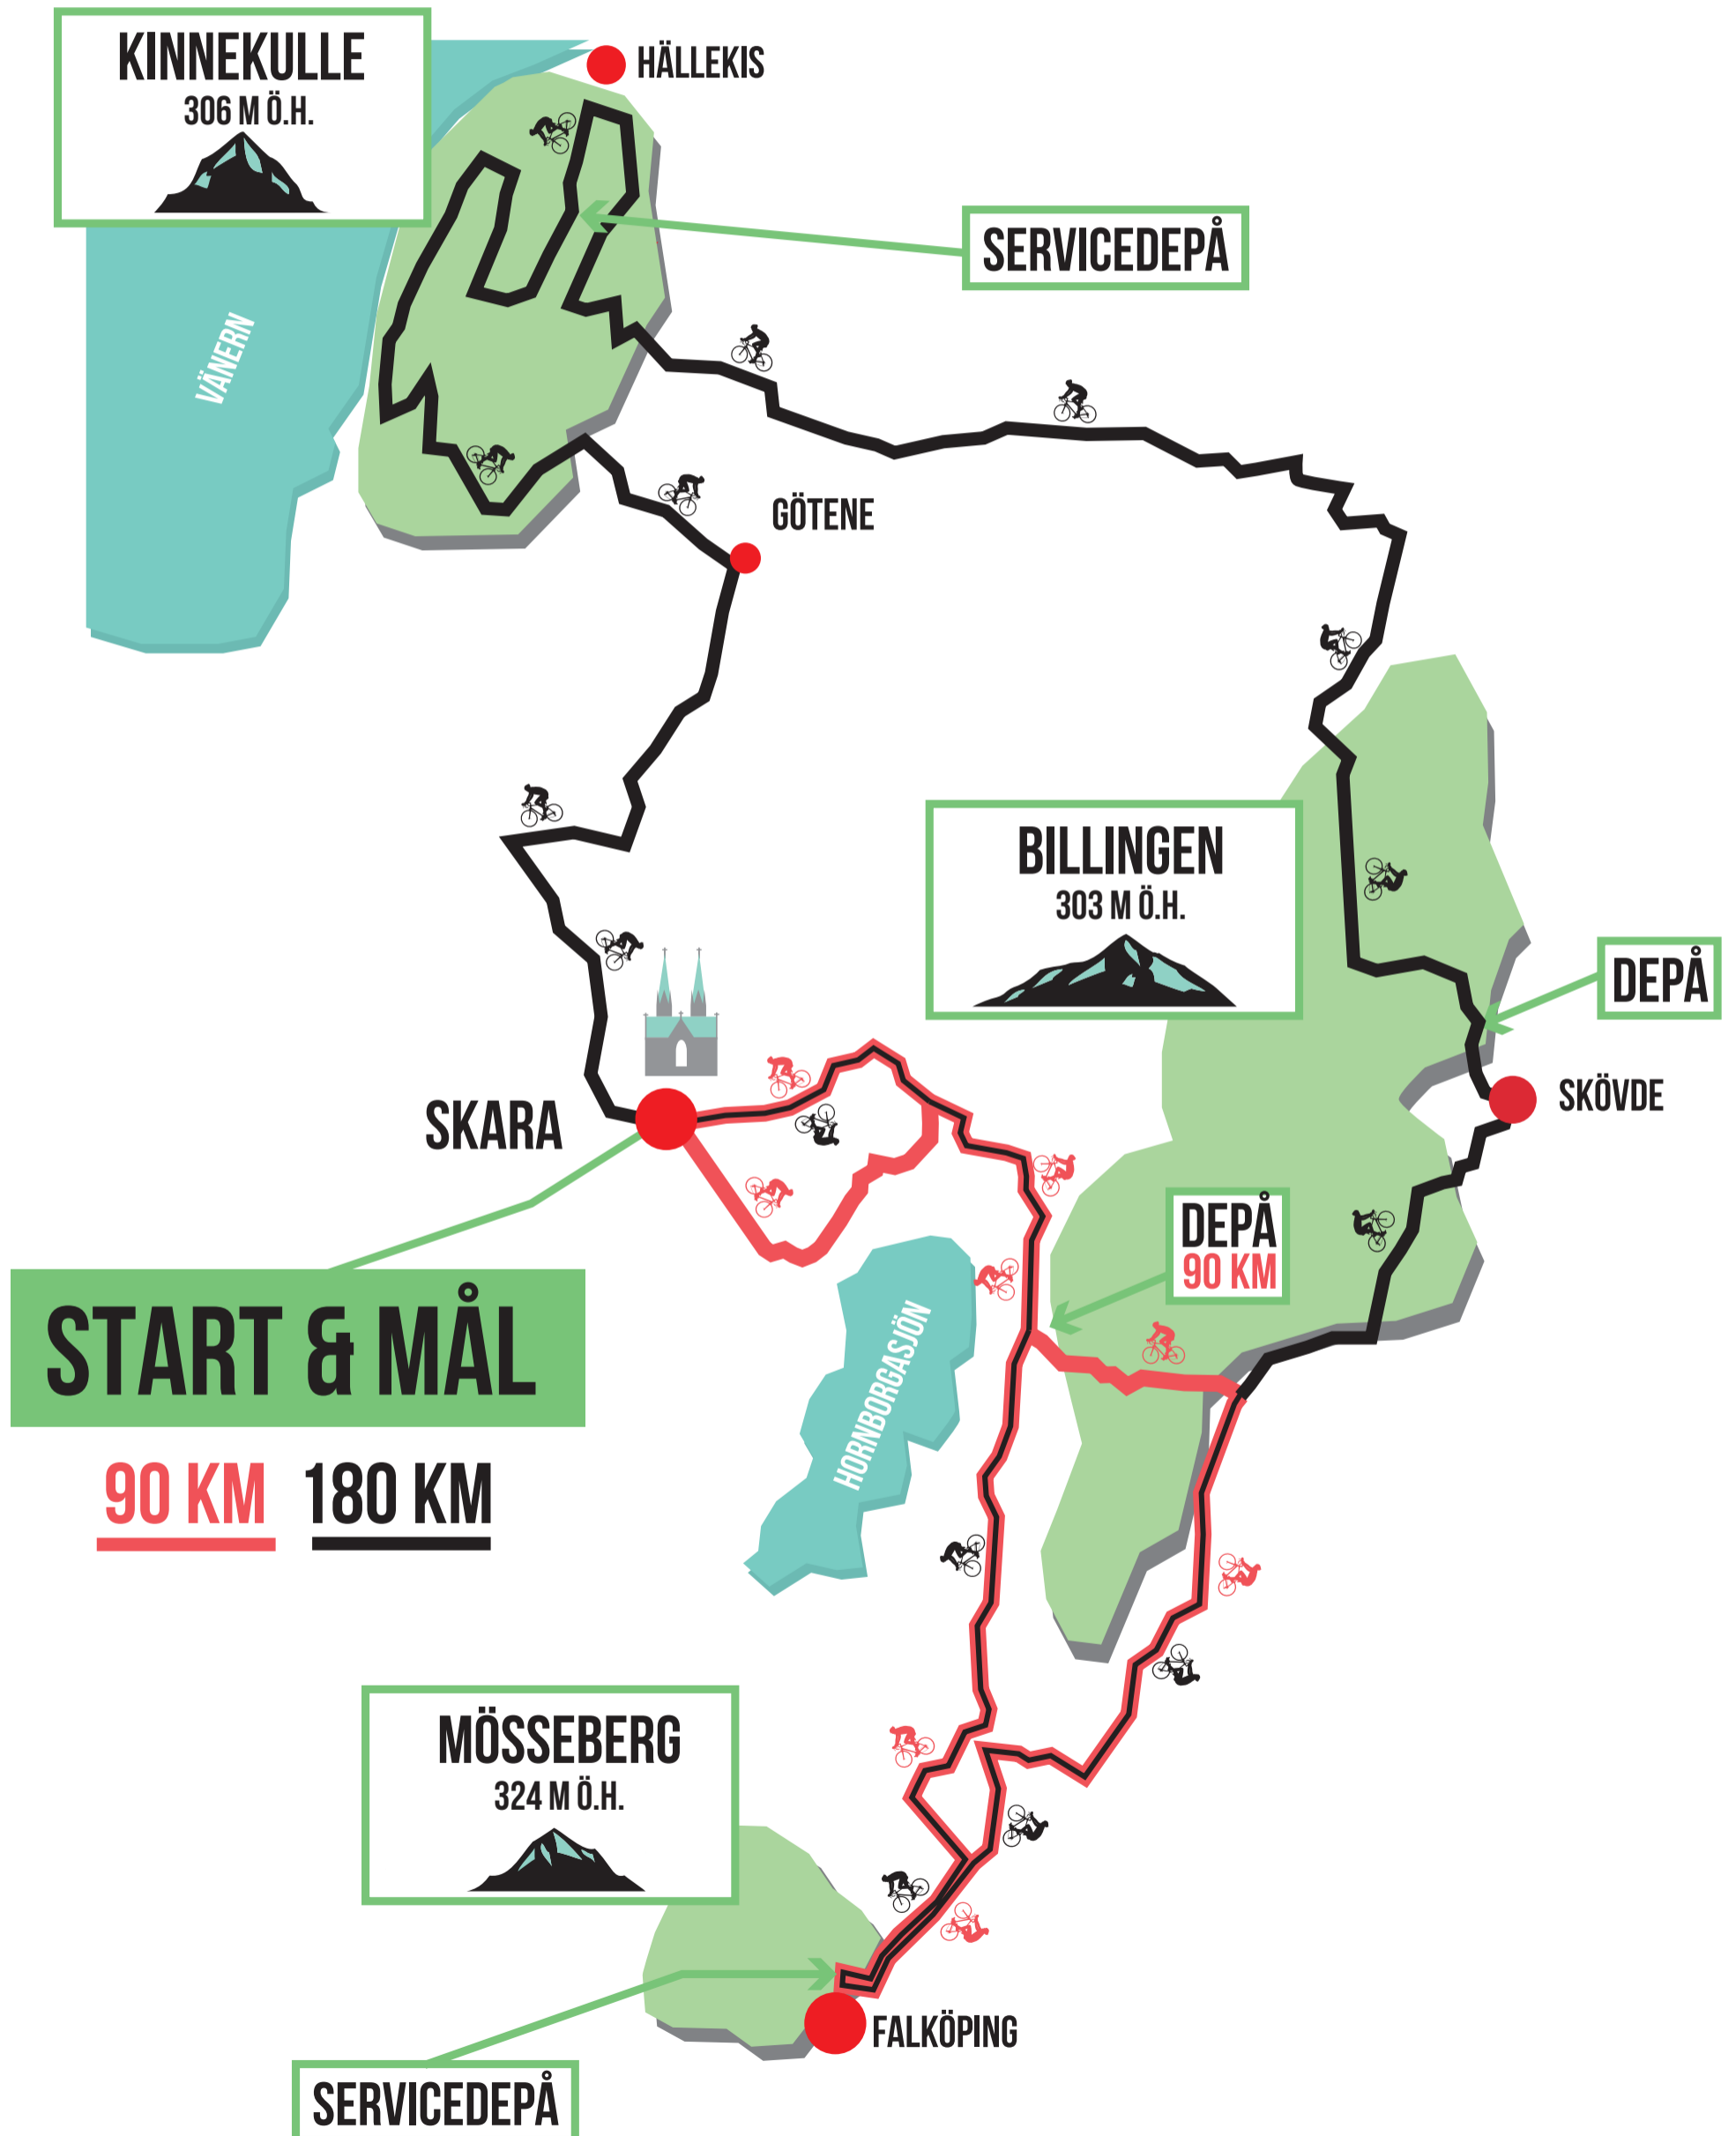 KINNEKULLE
306 M Ö.H.
HÄLLEKIS
SERVICEDEPÅ
VÄNERN
GÖTENE
BILLINGEN
303 M Ö.H.
DEPÅ
SKÖVDE
SKARA
DEPÅ
90 KM
START & MÅL
90 KM 180 KM
HORNBORGASJÖN
MÖSSEBERG
324 M Ö.H.
FALKÖPING
SERVICEDEPÅ